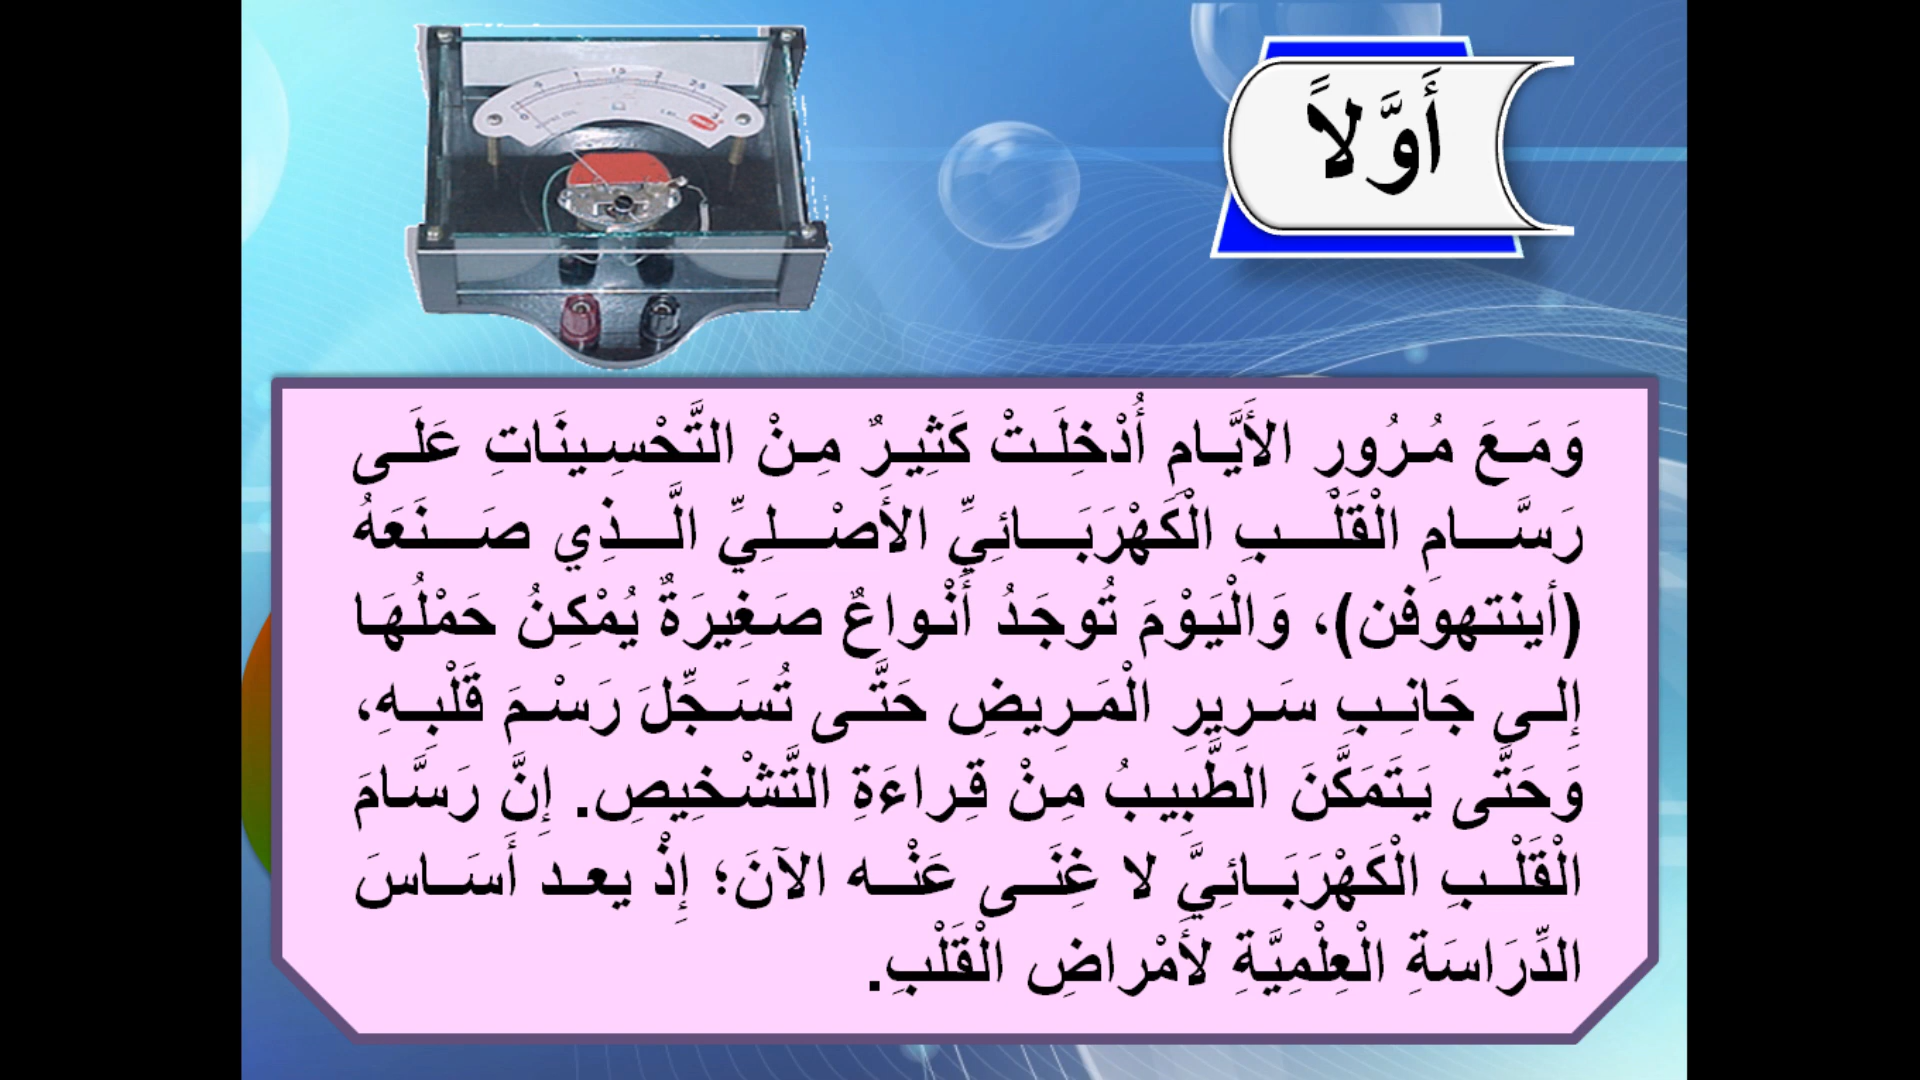 أَوَّلاً
وَمَعَ مُرُورِ الأَيَّامِ أُدْخِلَتْ كَثِيرٌ مِنْ التَّحْسِينَاتِ عَلَى
رَسَّامِ الْقَلْبِ الْكَهْرَبَائِيِّ الأَصْلِيِّ الَّذِي صَنَعَهُ
(أينتهوفن)، وَالْيَوْمَ تُوجَدُ أَنْواعٌ صَغِيرَةٌ يُمْكِنُ حَمْلُهَا
إِلى جَانِبِ سَرِيرِ الْمَرِيضِ حَتَّى تُسَجِّلَ رَسْمَ قَلْبِهِ،
وَحَتَّى يَتَمَكَّنَ الطَّبِيبُ مِنْ قِراءَةِ التَّشْخِيصِ. إِنَّ رَسَّامَ
الْقَلْبِ الْكَهْرَبَائِيَّ لا غِنَى عَنْه الآنَ؛ إِذْ يعد أَسَاسَ
الدِّرَاسَةِ الْعِلْمِيَّةِ لأَمْراضِ الْقَلْبِ.